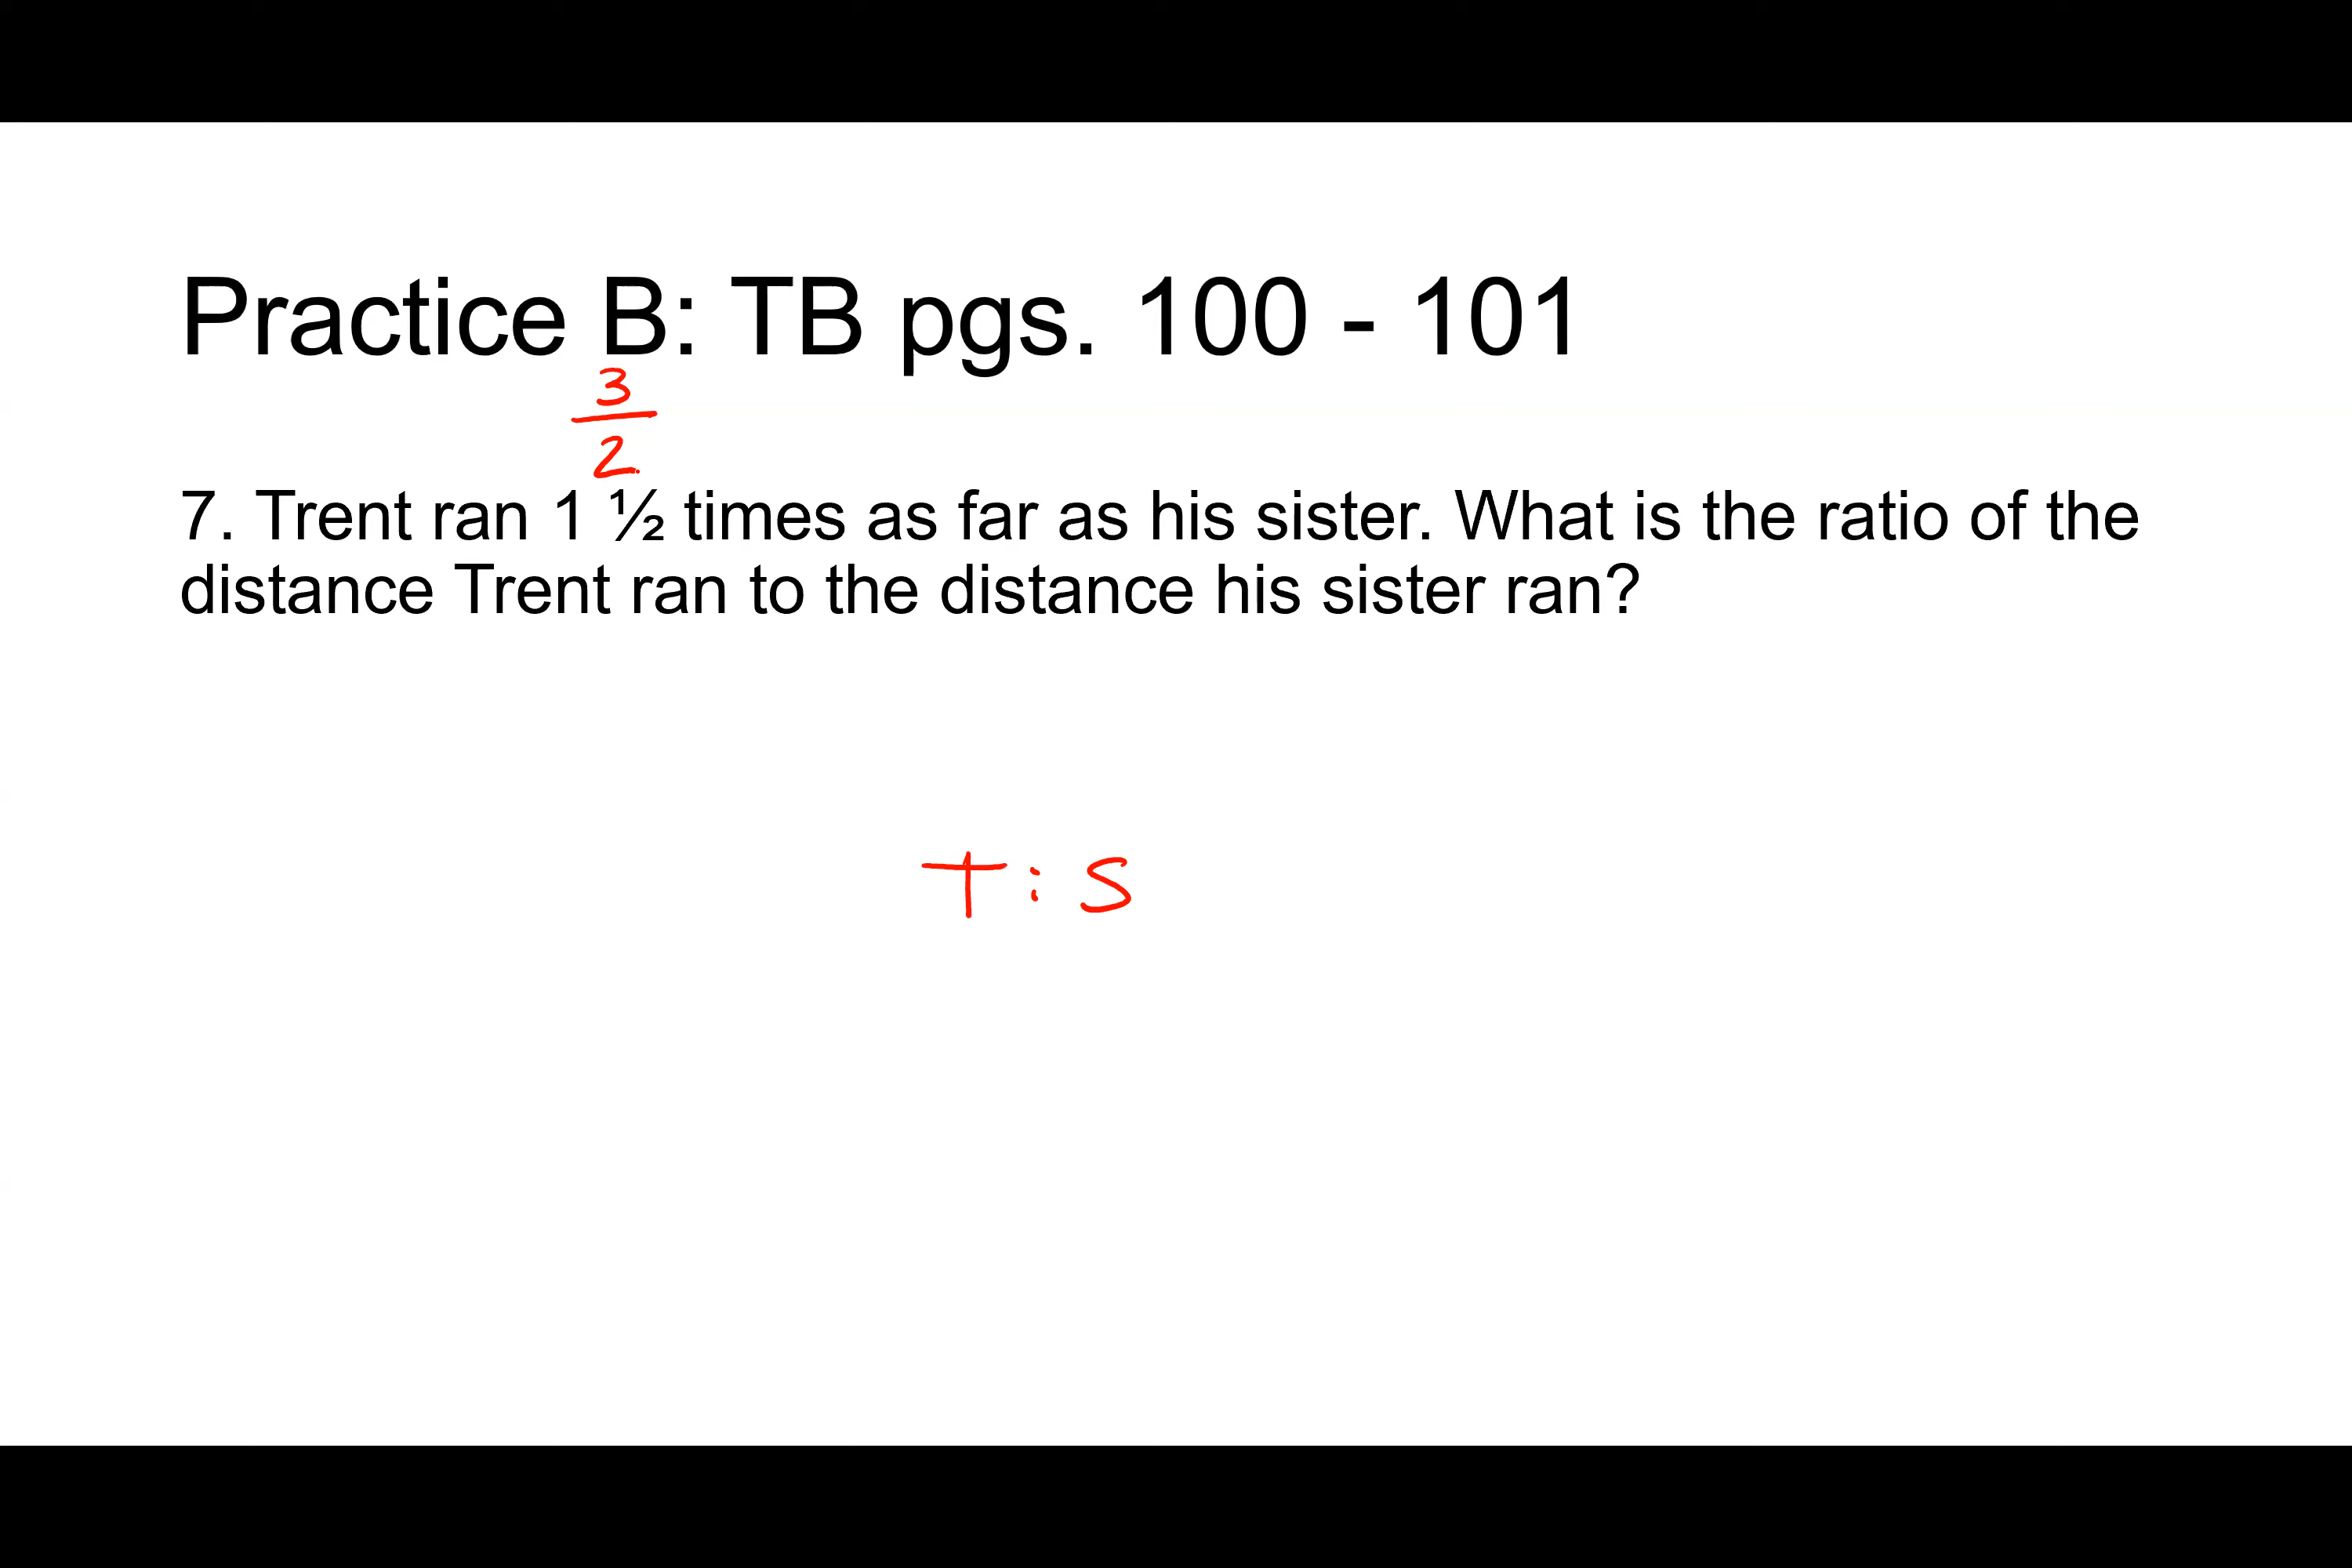 Practice B: TB pgs. 100 - 101
3
2
7. Trent ran 1 ½ times as far as his sister. What is the ratio of the
distance Trent ran to the distance his sister ran?
T : S